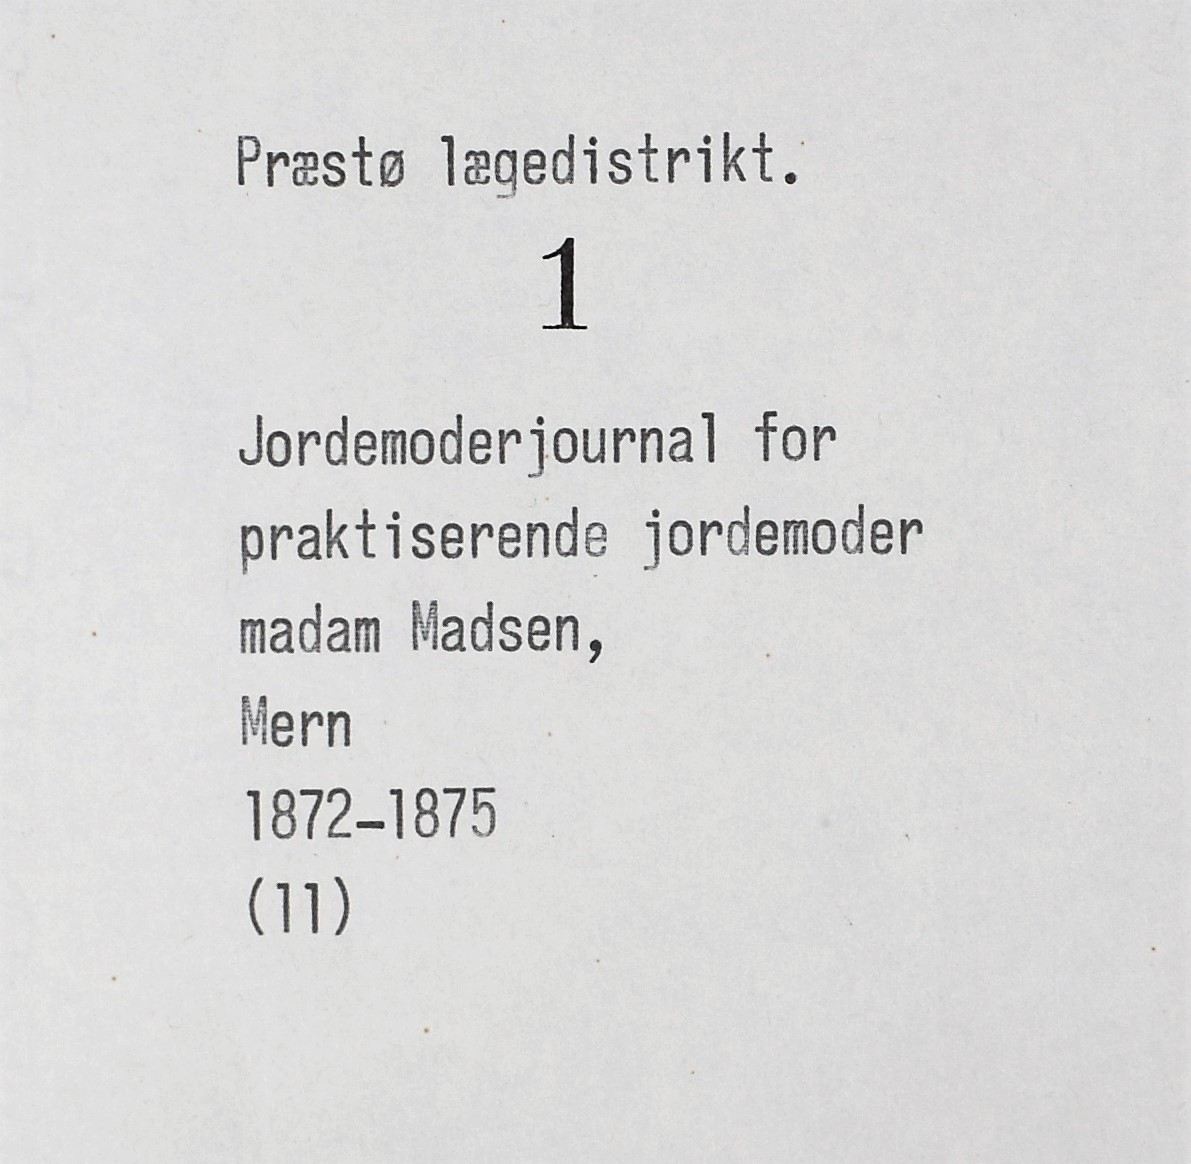 Præstø lægedistrikt.
1
Jordemoderjournal for
praktiserende jordemoder
madam Madsen,
Mern
1872-1875
(11)